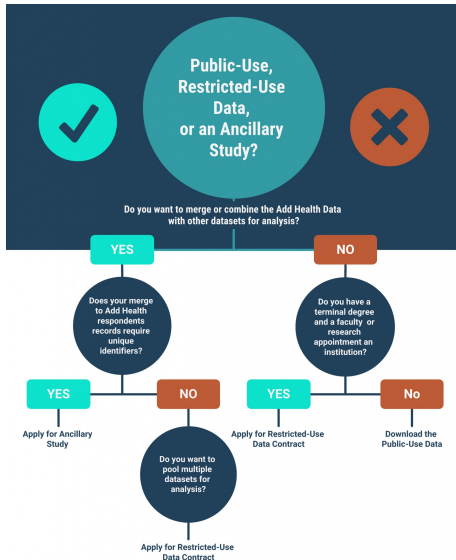 Public-Use,
Restricted-Use
Data,
or an Ancillary
Study?
Do you want to merge or combine the Add Health Data
with other datasets for analysis?
YES
NO
Does your merge
to Add Health
respondents
records require
unique
identifiers?
Do you have a
terminal degree
and a faculty or
research
appointment an
institution?
YES
NO
YES
No
Apply for Ancillary
Study
Apply for Restricted-Use
Data Contract
Download the
Public-Use Data
Do you want to
pool multiple
datasets for
analysis?
Apply for Restricted-Use
Data Contract